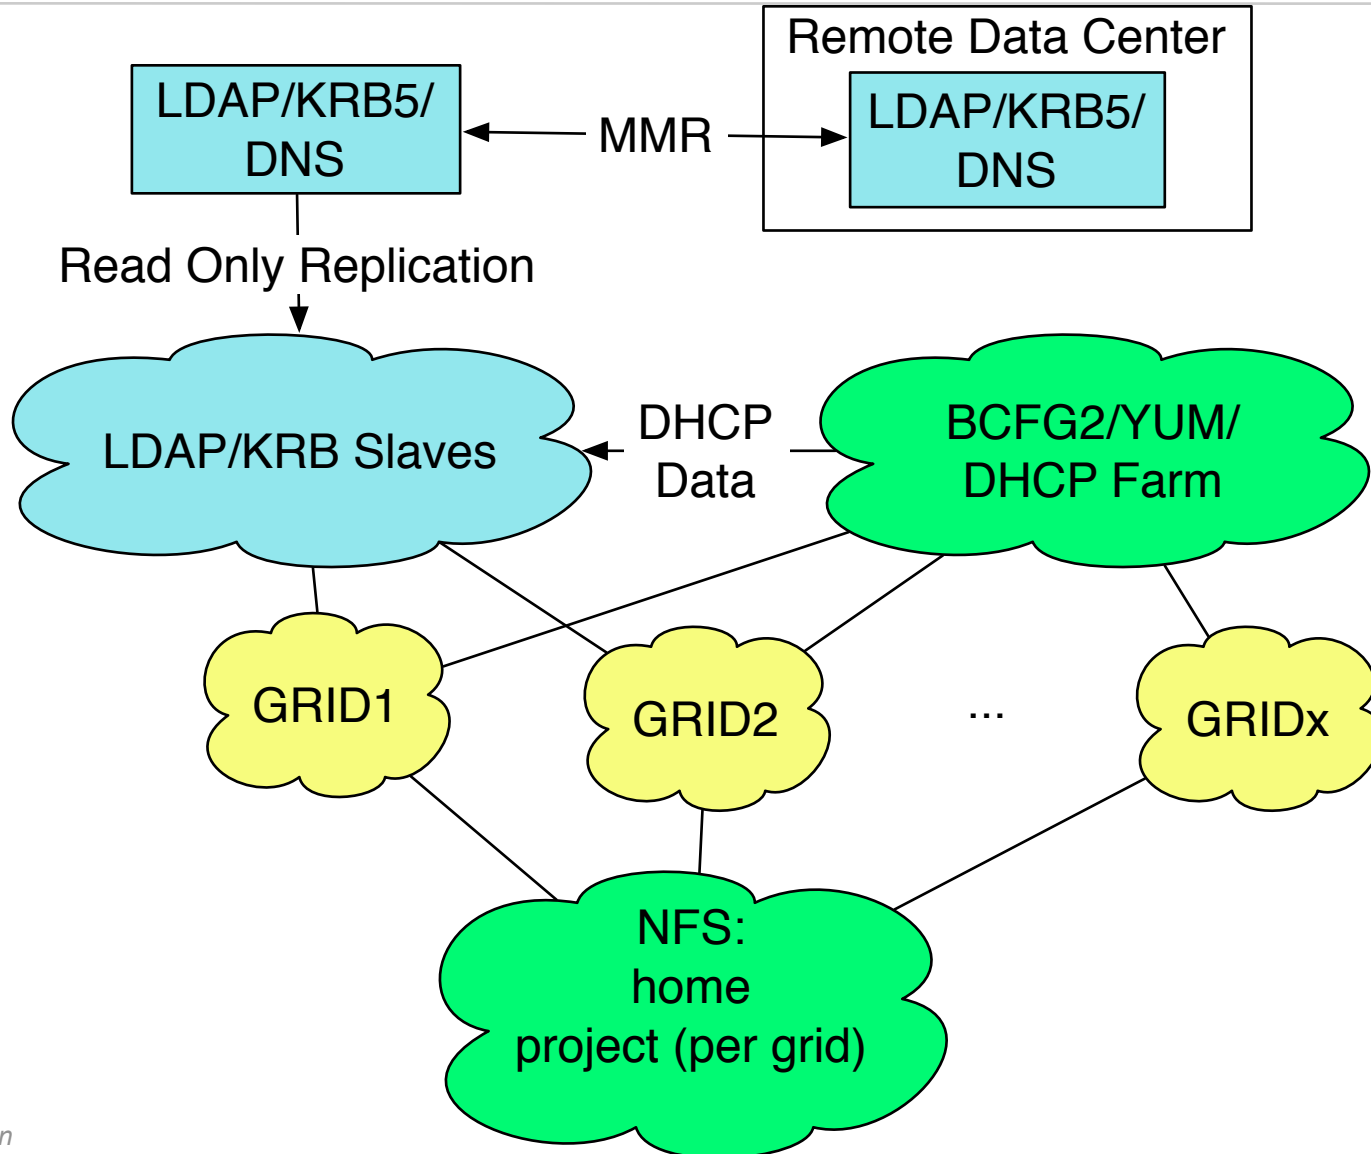 Remote Data Center
LDAP/KRB5/
DNS
MMR
LDAP/KRB5/
DNS
Read Only Replication
LDAP/KRB Slaves
DHCP
Data
BCFG2/YUM/
DHCP Farm
GRID1
GRID2
...
GRIDx
NFS:
home
project (per grid)